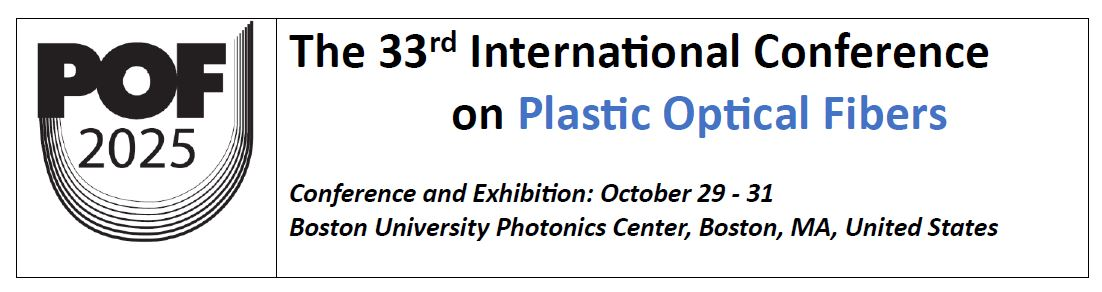 POF
2025
The 33rd International Conference
on Plastic Optical Fibers
Conference and Exhibition: October 29 - 31
Boston University Photonics Center, Boston, MA, United States